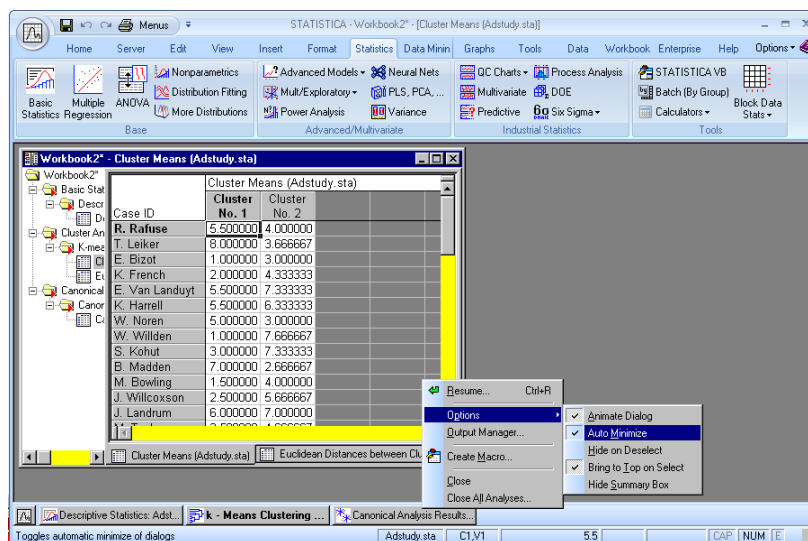 STATISTICA - Workbook2* - [Cluster Means (Adstudy.sta)]
Menus
Home Server Edit View Insert Format Statistics Data Minin Graphs Tools Data Workbook Enterprise Help Options
Basic Statistics
Multiple Regression
ANOVA
Nonparametrics
Distribution Fitting
More Distributions
Base
Advanced Models
Mult/Exploratory
Power Analysis
Neural Nets
PLS, PCA, ...
Variance
Advanced/Multivariate
QC Charts
Multivariate
Predictive
Process Analysis
DOE
Six Sigma
Industrial Statistics
STATISTICA VB
Batch (By Group)
Calculators
Block Data Stats
Tools
Workbook2* - Cluster Means (Adstudy.sta)
Workbook2*
Basic Stat
Descr
De
Cluster An
K-mea
Cl
Eu
Canonical
Canor
Ca
Cluster Means (Adstudy.sta)
Case ID Cluster No. 1 Cluster No. 2
R. Rafuse 5.500000 4.000000
T. Leiker 8.000000 3.666667
E. Bizot 1.000000 3.000000
K. French 2.000000 4.333333
E. Van Landuyt 5.500000 7.333333
K. Harrell 5.500000 6.333333
W. Noren 5.000000 3.000000
W. Willden 1.000000 7.666667
S. Kohut 3.000000 7.333333
B. Madden 7.000000 2.666667
M. Bowling 1.500000 4.000000
J. Willcoxson 2.500000 5.666667
J. Landrum 6.000000 7.000000
Cluster Means (Adstudy.sta) Euclidean Distances between Clu
Resume... Ctrl+R
Options
Output Manager...
Create Macro...
Close
Close All Analyses...
Animate Dialog
Auto Minimize
Hide on Deselect
Bring to Top on Select
Hide Summary Box
Descriptive Statistics: Adst... k - Means Clustering ... Canonical Analysis Results...
Toggles automatic minimize of dialogs Adstudy.sta C1,V1 5.5 CAP NUM E